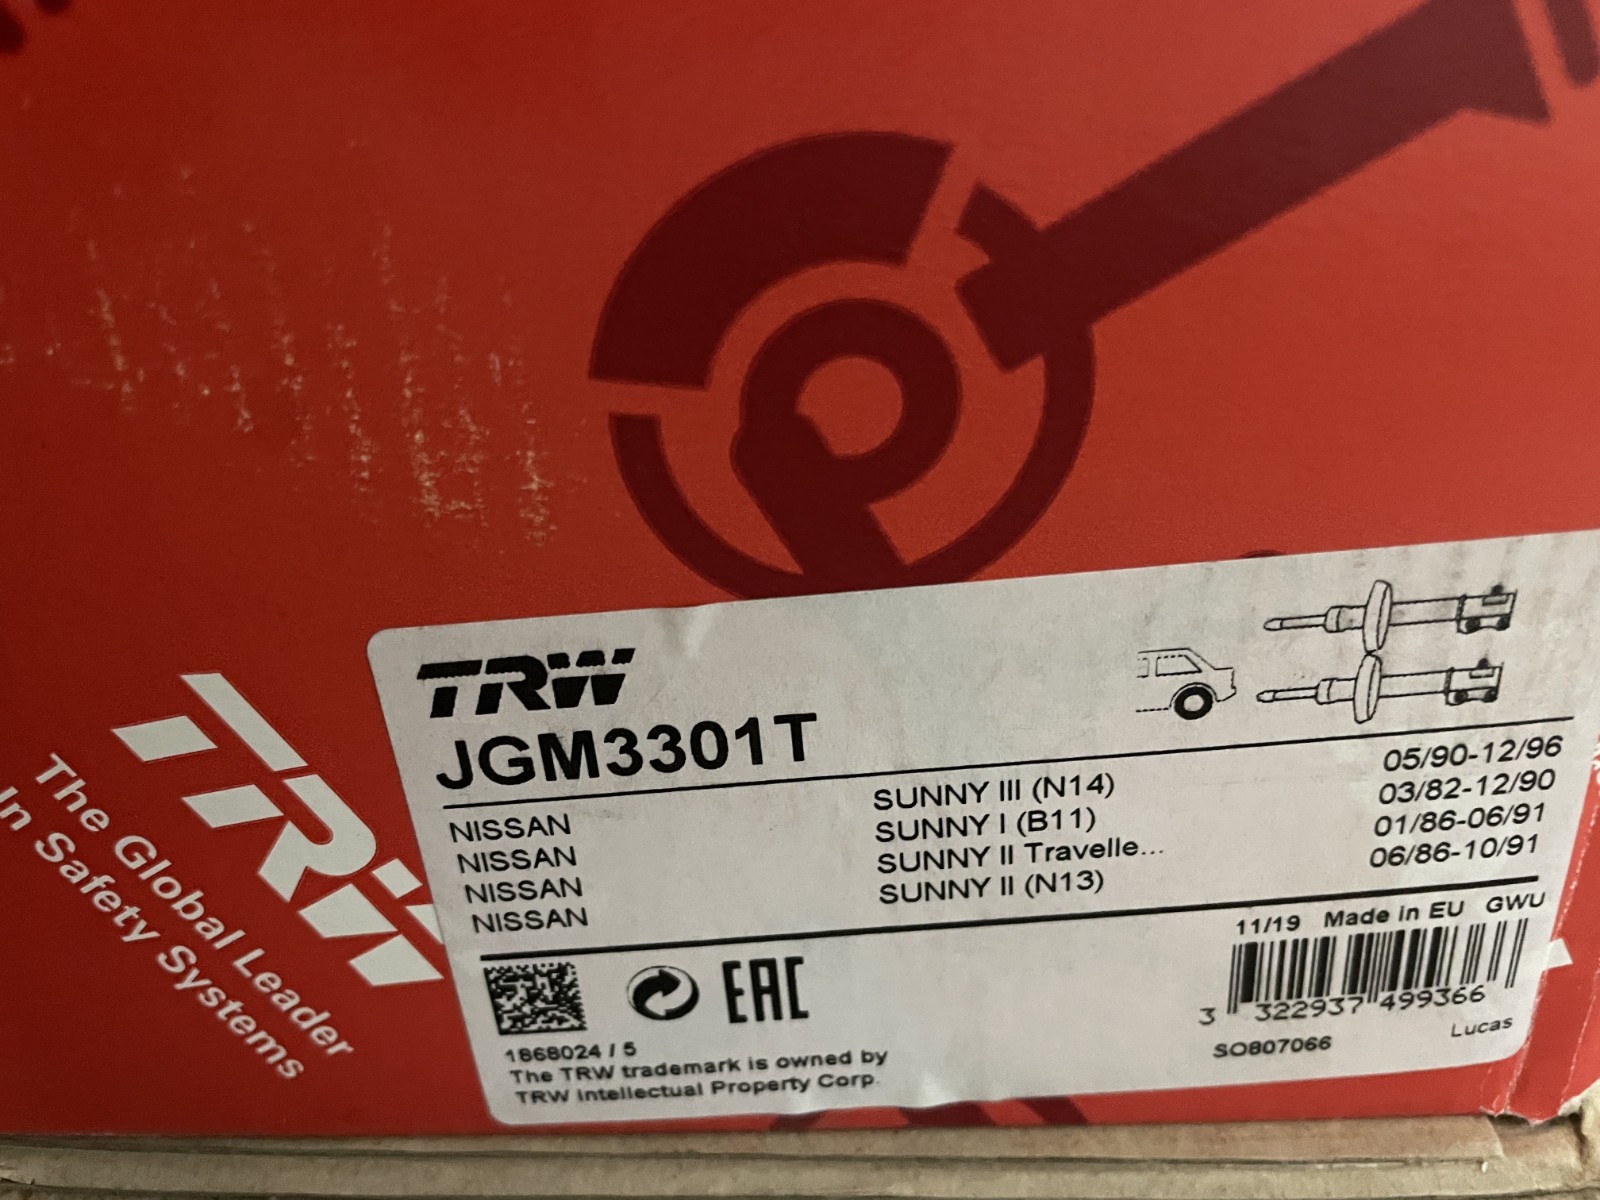 TRW
The Global Leader
In Safety Systems
TRW
JGM3301T
NISSAN SUNNY III (N14) 05/90-12/96
NISSAN SUNNY I (B11) 03/82-12/90
NISSAN SUNNY II Travelle... 01/86-06/91
NISSAN SUNNY II (N13) 06/86-10/91
11/19 Made in EU GWU
EAC
3 322937 499366
1868024 / 5
SO807066 Lucas
The TRW trademark is owned by
TRW Intellectual Property Corp.